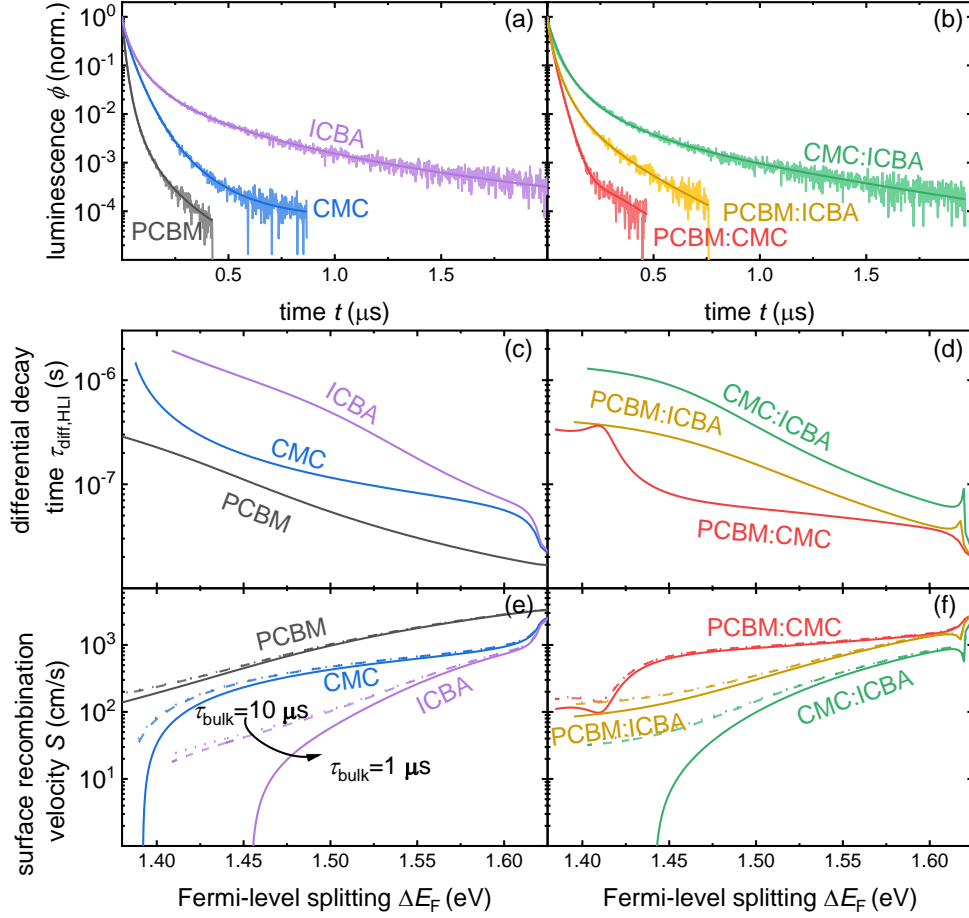 luminescence ϕ (norm.)
10⁰
10⁻¹
10⁻²
10⁻³
10⁻⁴
(a)
ICBA
CMC
PCBM
0.5
1.0
1.5
time t (μs)
(b)
CMC:ICBA
PCBM:ICBA
PCBM:CMC
0.5
1.0
1.5
time t (μs)
differential decay
time τdiff,HLI (s)
10⁻⁶
10⁻⁷
(c)
ICBA
CMC
PCBM
(d)
CMC:ICBA
PCBM:ICBA
PCBM:CMC
surface recombination
velocity S (cm/s)
10³
10²
10¹
(e)
PCBM
CMC
ICBA
τbulk=10 μs
τbulk=1 μs
1.40
1.45
1.50
1.55
1.60
Fermi-level splitting ΔEF (eV)
(f)
PCBM:CMC
PCBM:ICBA
CMC:ICBA
1.40
1.45
1.50
1.55
1.60
Fermi-level splitting ΔEF (eV)